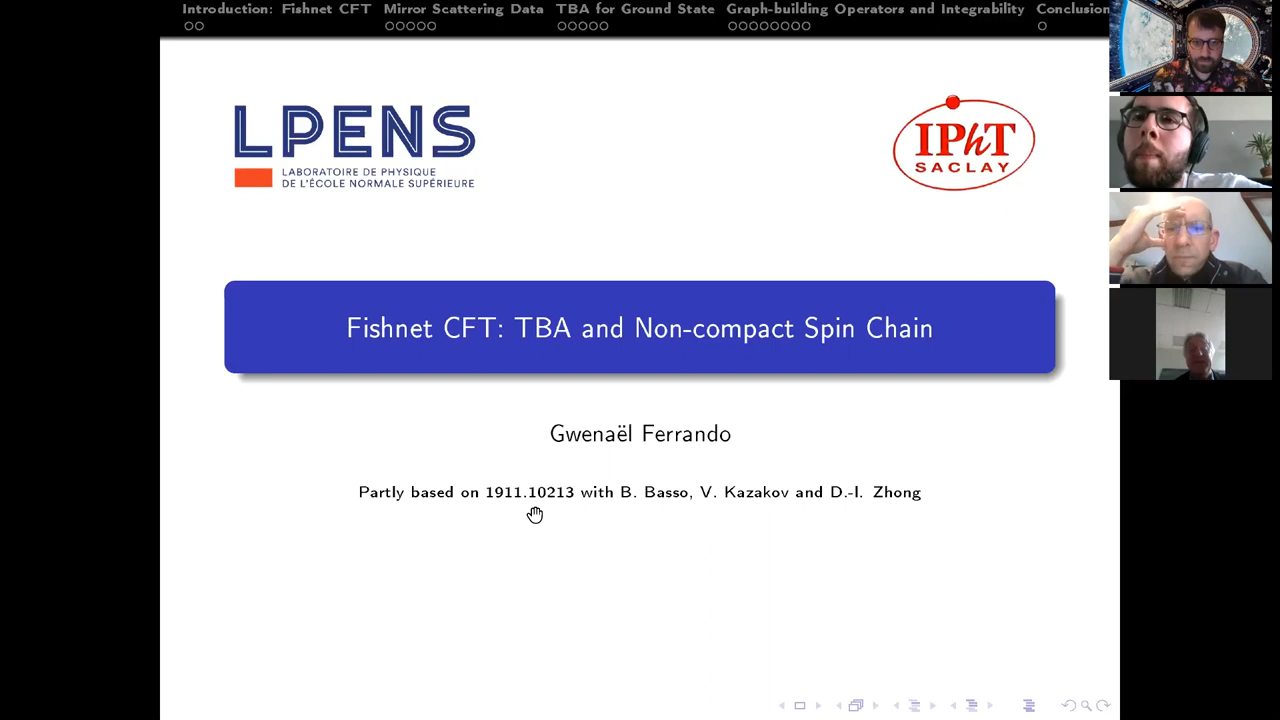 Introduction: Fishnet CFT Mirror Scattering Data TBA for Ground State Graph-building Operators and Integrability Conclusion
LPENS
LABORATOIRE DE PHYSIQUE
DE L'ÉCOLE NORMALE SUPÉRIEURE
IPhT
SACLAY
Fishnet CFT: TBA and Non-compact Spin Chain
Gwenaël Ferrando
Partly based on 1911.10213 with B. Basso, V. Kazakov and D.-l. Zhong